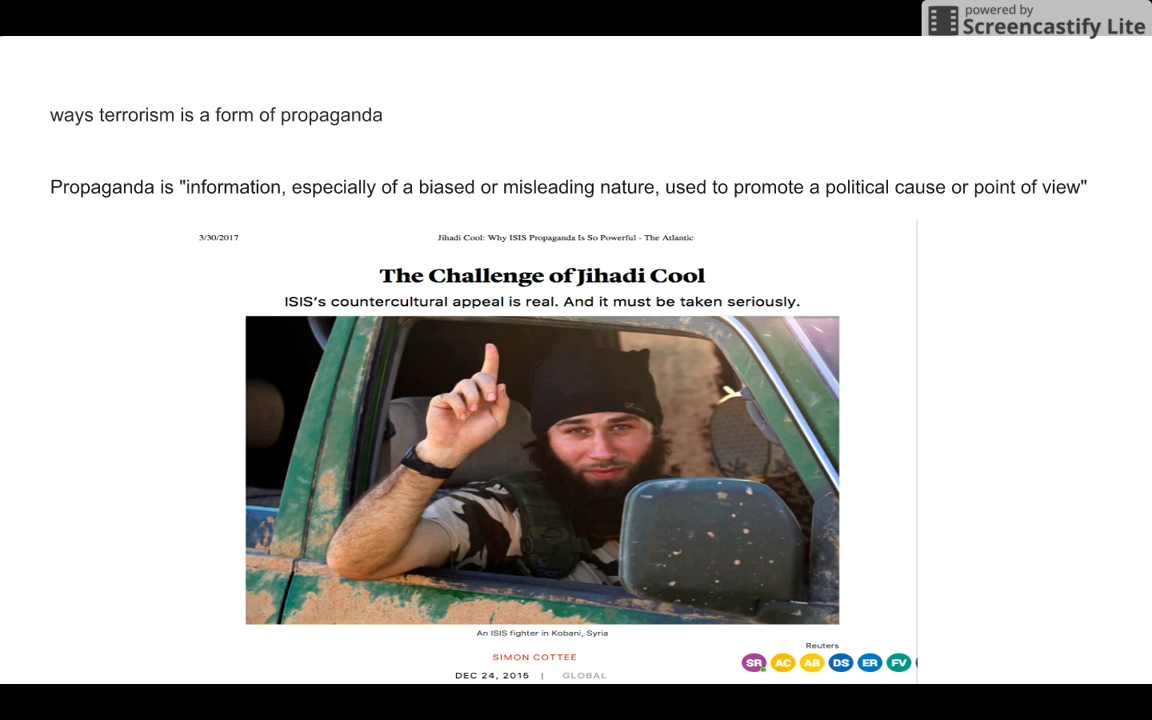 powered by
Screencastify Lite
ways terrorism is a form of propaganda
Propaganda is "information, especially of a biased or misleading nature, used to promote a political cause or point of view"
3/30/2017 Jihadi Cool: Why ISIS Propaganda Is So Powerful - The Atlantic
The Challenge of Jihadi Cool
ISIS's countercultural appeal is real. And it must be taken seriously.
An ISIS fighter in Kobani, Syria
Reuters
SIMON COTTEE
SR AC AB DS ER FV
DEC 24, 2015 | GLOBAL